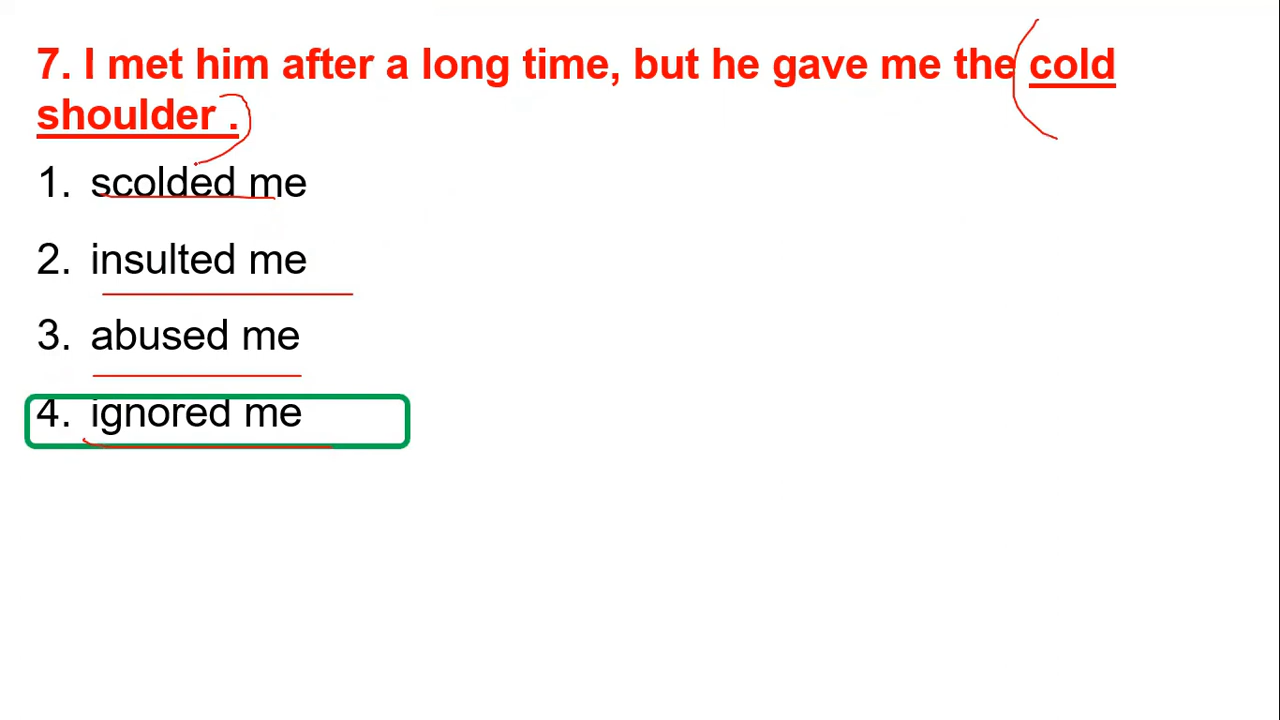 7. I met him after a long time, but he gave me the cold
shoulder .
1. scolded me
2. insulted me
3. abused me
4. ignored me